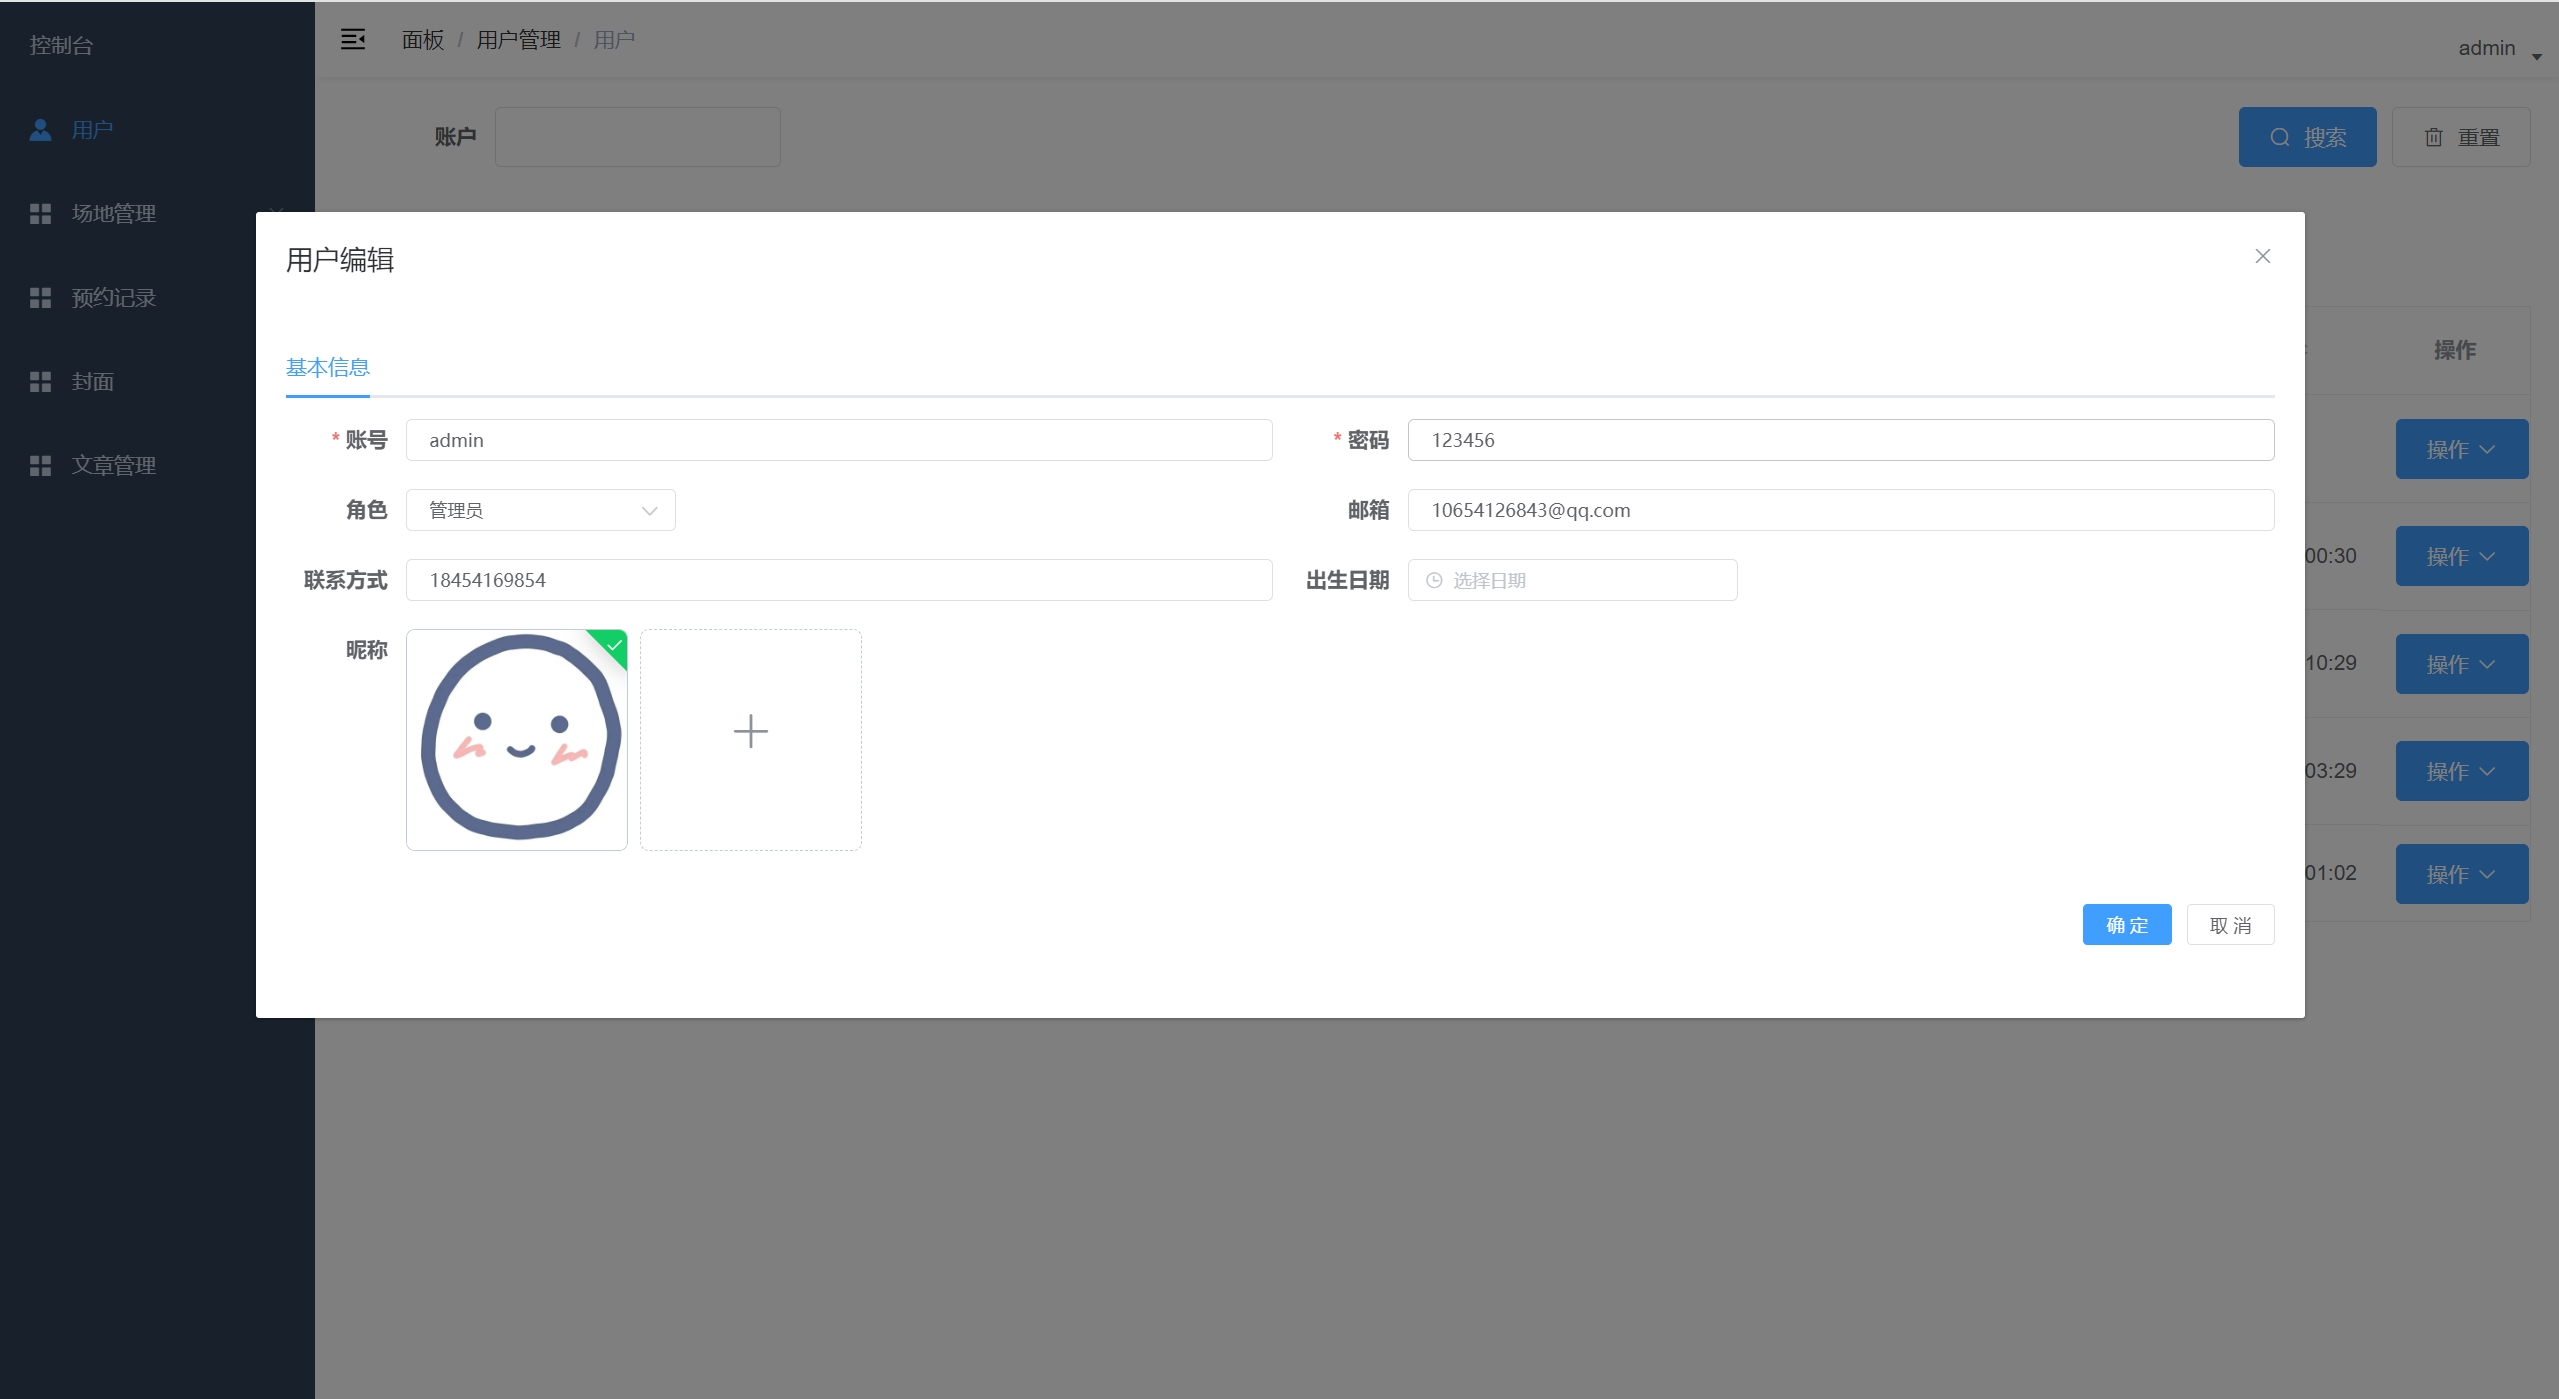 控制台
面板 / 用户管理 / 用户
admin
用户
账户
搜索
重置
场地管理
预约记录
封面
文章管理
用户编辑
基本信息
* 账号 admin
* 密码 123456
角色 管理员
邮箱 10654126843@qq.com
联系方式 18454169854
出生日期 选择日期
昵称
确 定
取 消
操作
操作
00:30 操作
10:29 操作
03:29 操作
01:02 操作